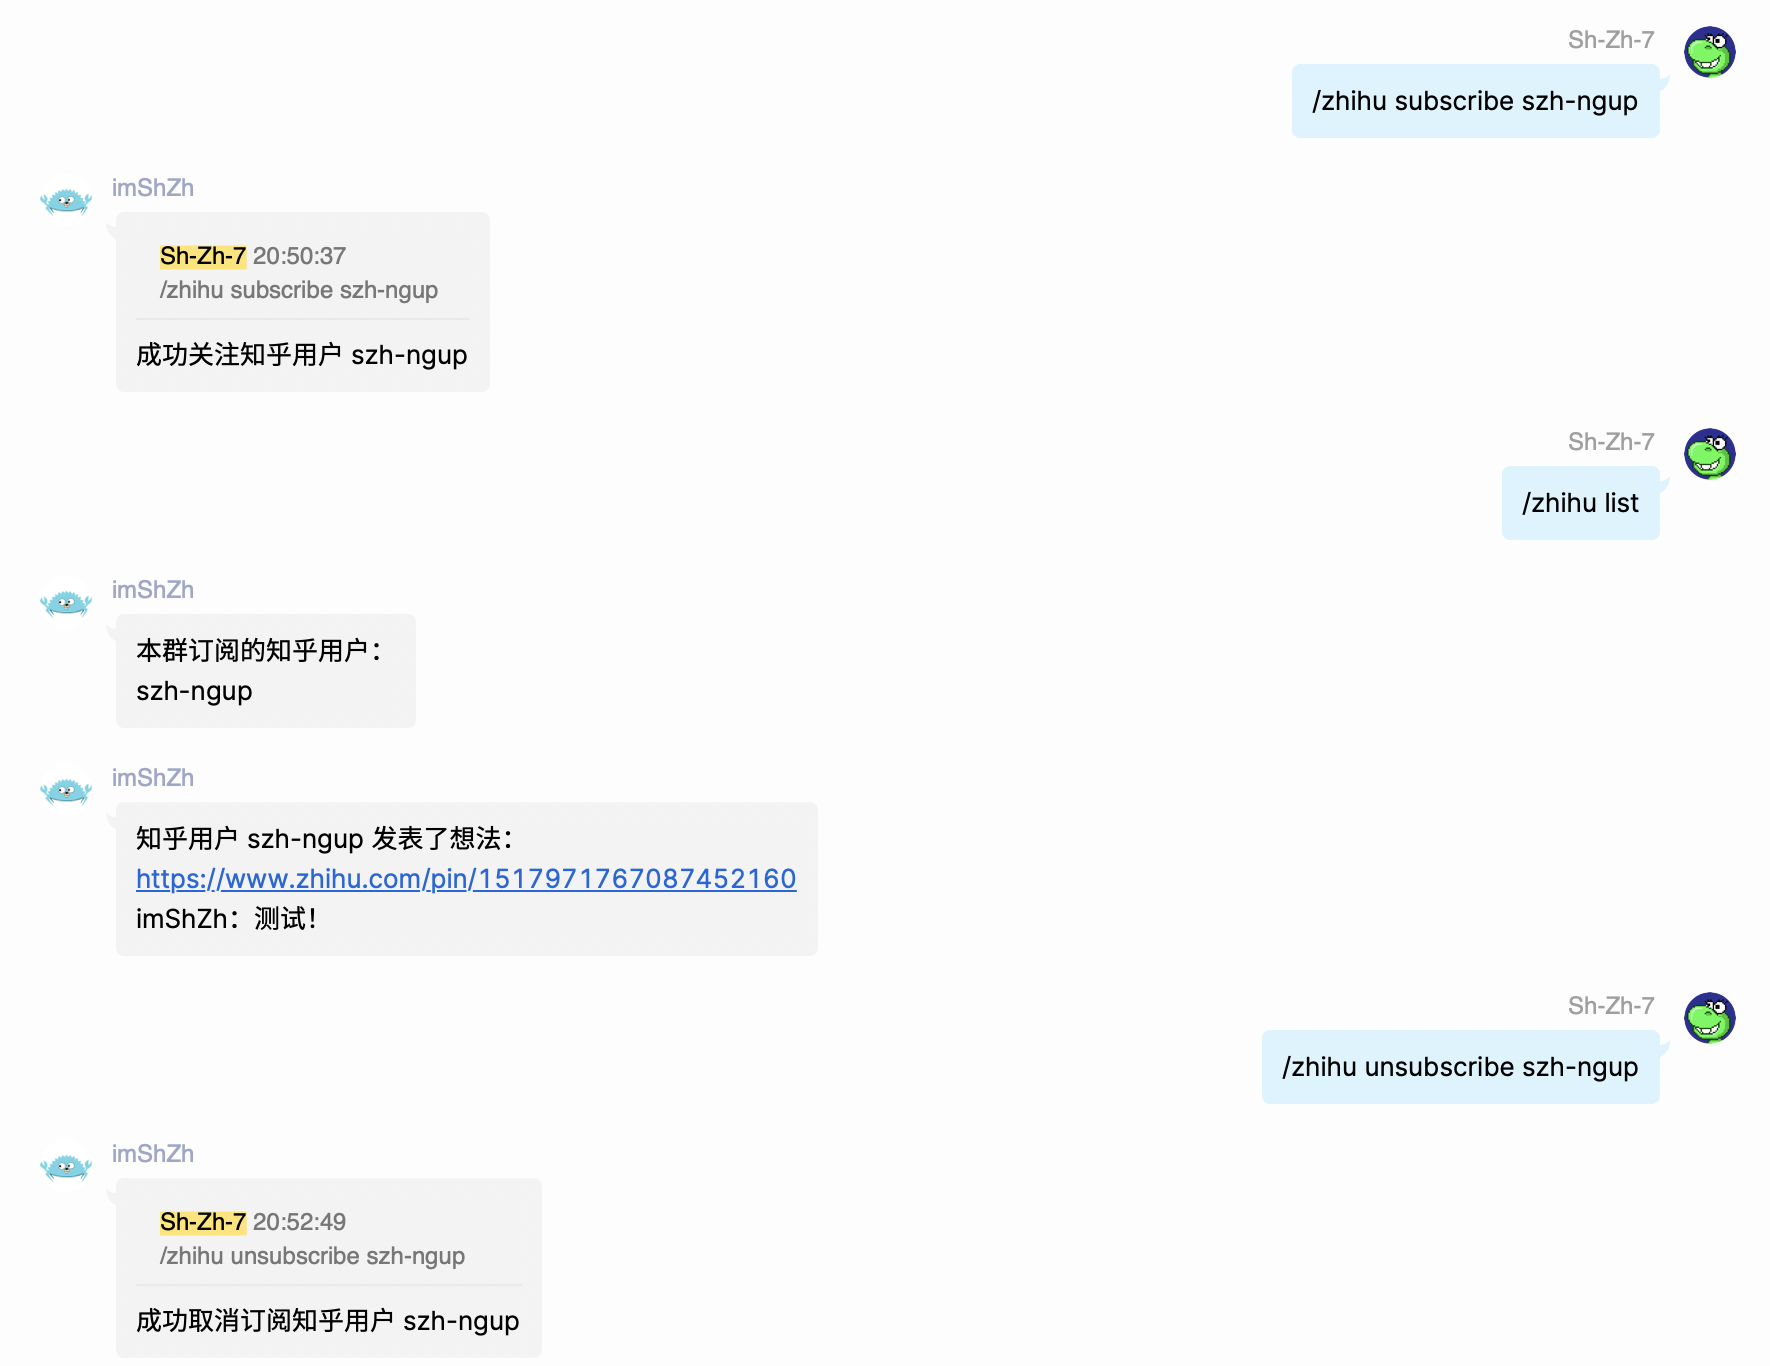 Sh-Zh-7
/zhihu subscribe szh-ngup
imShZh
Sh-Zh-7 20:50:37
/zhihu subscribe szh-ngup
成功关注知乎用户 szh-ngup
Sh-Zh-7
/zhihu list
imShZh
本群订阅的知乎用户：
szh-ngup
imShZh
知乎用户 szh-ngup 发表了想法：
https://www.zhihu.com/pin/1517971767087452160
imShZh：测试！
Sh-Zh-7
/zhihu unsubscribe szh-ngup
imShZh
Sh-Zh-7 20:52:49
/zhihu unsubscribe szh-ngup
成功取消订阅知乎用户 szh-ngup